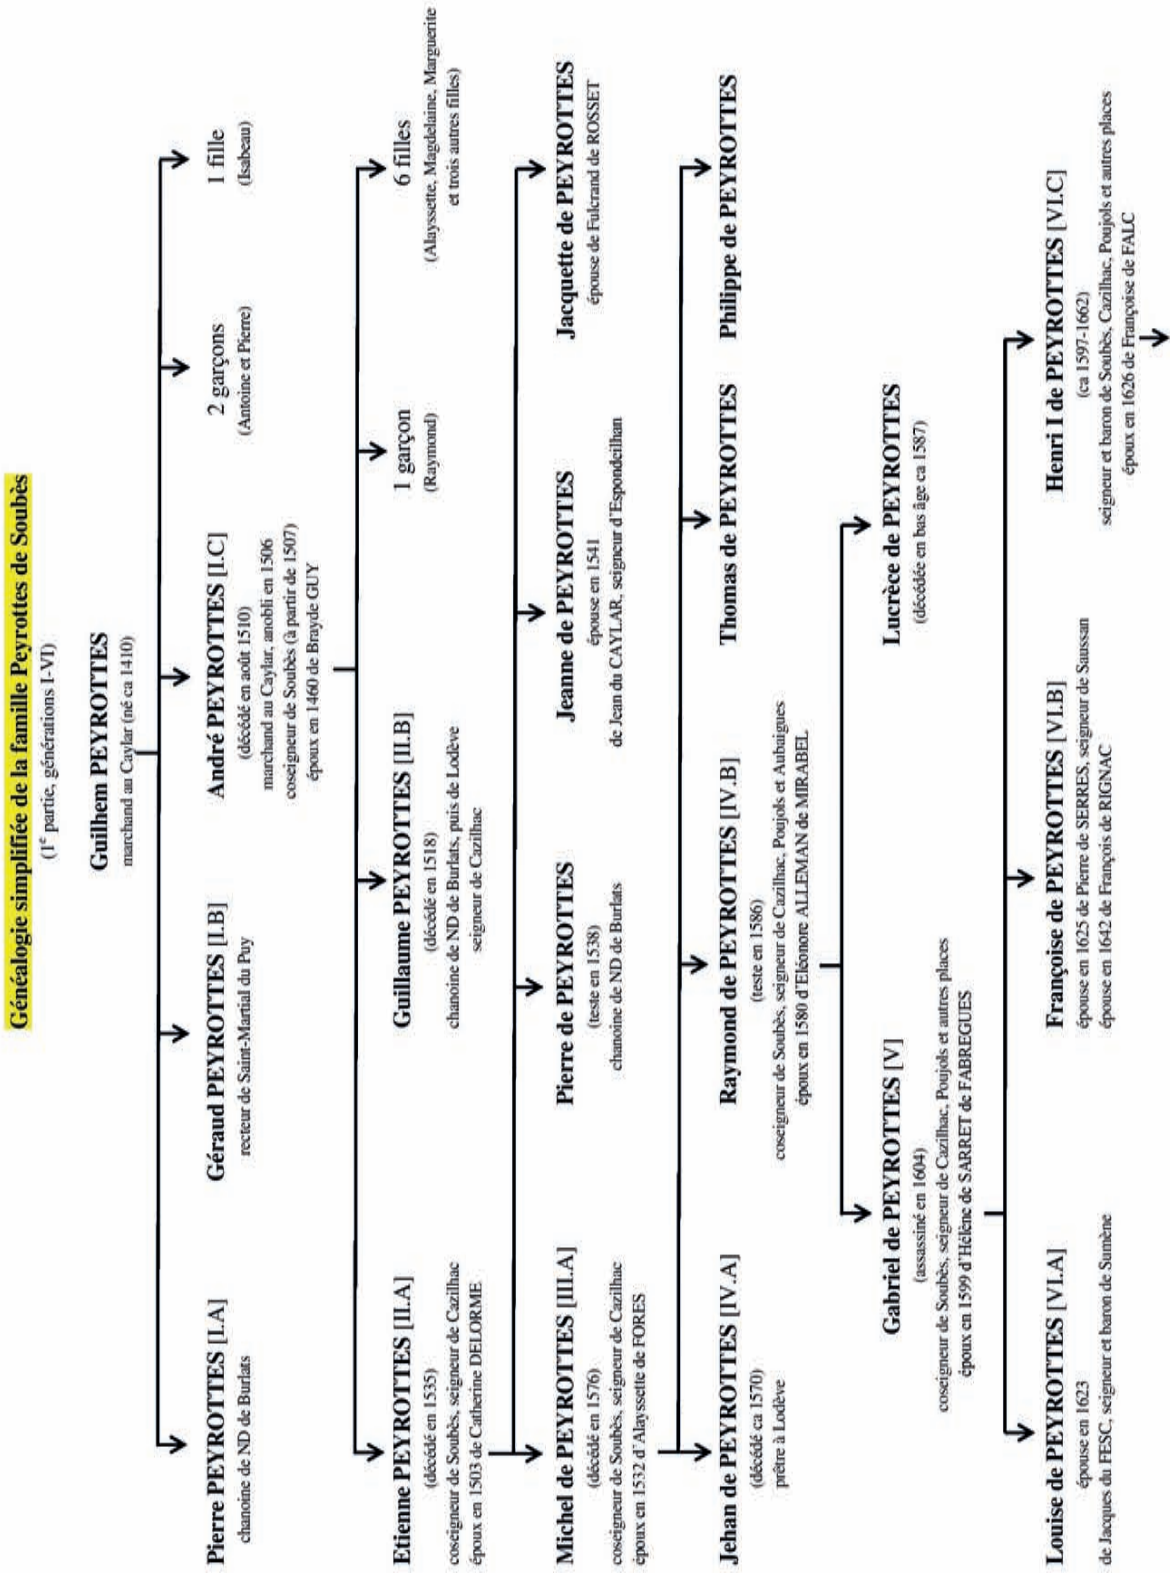 Généalogie simplifiée de la famille Peyrottes de Soubès
(1e partie, générations I-VI)
Guilhem PEYROTTES
marchand au Caylar (né ca 1410)
Pierre PEYROTTES [I.A]
chanoine de ND de Burlats
Géraud PEYROTTES [I.B]
recteur de Saint-Martial du Puy
André PEYROTTES [I.C]
(décédé en août 1510)
marchand au Caylar, anobli en 1506
coseigneur de Soubès (à partir de 1507)
époux en 1460 de Brayde GUY
2 garçons
(Antoine et Pierre)
1 fille
(Isabeau)
Etienne PEYROTTES [II.A]
(décédé en 1535)
coseigneur de Soubès, seigneur de Cazilhac
époux en 1503 de Catherine DELORME
Guillaume PEYROTTES [II.B]
(décédé en 1518)
chanoine de ND de Burlats, puis de Lodève
seigneur de Cazilhac
1 garçon
(Raymond)
6 filles
(Alayssette, Magdelaine, Marguerite
et trois autres filles)
Michel de PEYROTTES [III.A]
(décédé en 1576)
coseigneur de Soubès, seigneur de Cazilhac
époux en 1532 d'Alayssette de FORES
Pierre de PEYROTTES
(teste en 1538)
chanoine de ND de Burlats
Jeanne de PEYROTTES
épouse en 1541
de Jean du CAYLAR, seigneur d'Espondeilhan
Jacquette de PEYROTTES
épouse de Fulcrand de ROSSET
Jehan de PEYROTTES [IV.A]
(décédé ca 1570)
prêtre à Lodève
Raymond de PEYROTTES [IV.B]
(teste en 1586)
coseigneur de Soubès, seigneur de Cazilhac, Poujols et Aubaigues
époux en 1580 d'Eléonore ALLEMAN de MIRABEL
Thomas de PEYROTTES
Philippe de PEYROTTES
Gabriel de PEYROTTES [V]
(assassiné en 1604)
coseigneur de Soubès, seigneur de Cazilhac, Poujols et autres places
époux en 1599 d'Hélène de SARRET de FABREGUES
Lucrèce de PEYROTTES
(décédée en bas âge ca 1587)
Louise de PEYROTTES [VI.A]
épouse en 1623
de Jacques du FESC, seigneur et baron de Sumène
Françoise de PEYROTTES [VI.B]
épouse en 1625 de Pierre de SERRES, seigneur de Saussan
épouse en 1642 de François de RIGNAC
Henri I de PEYROTTES [VI.C]
(ca 1597-1662)
seigneur et baron de Soubès, Cazilhac, Poujols et autres places
époux en 1626 de Françoise de FALC